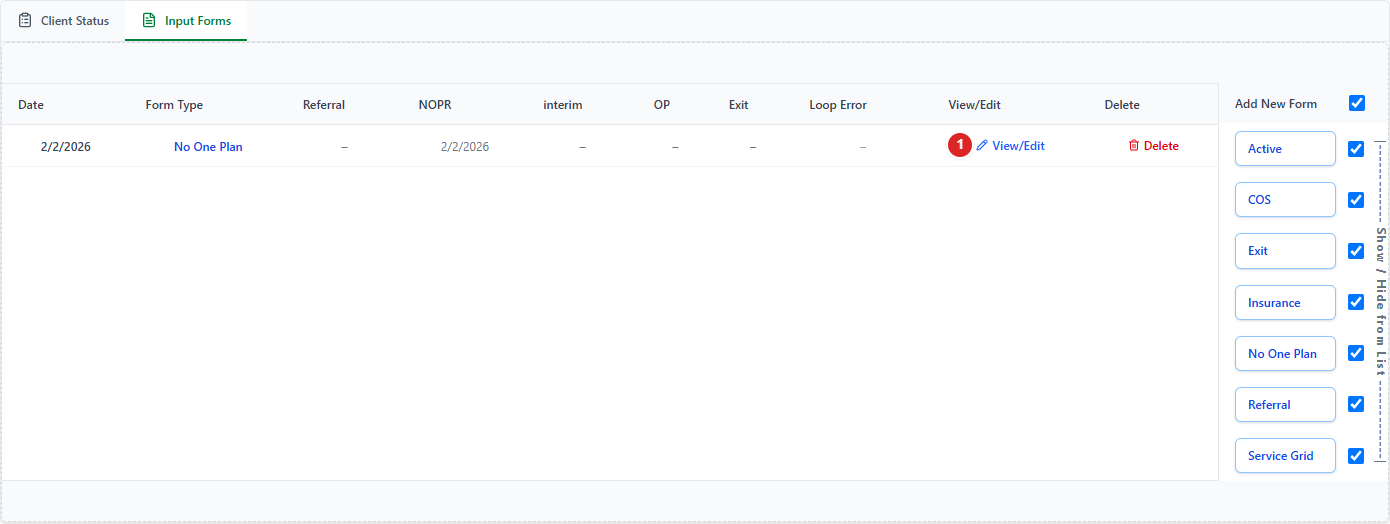 Client Status Input Forms
Date Form Type Referral NOPR interim OP Exit Loop Error View/Edit Delete Add New Form
2/2/2026 No One Plan – 2/2/2026 – – – – 1 View/Edit Delete
Active
COS
Exit
Insurance
No One Plan
Referral
Service Grid
Show / Hide from List